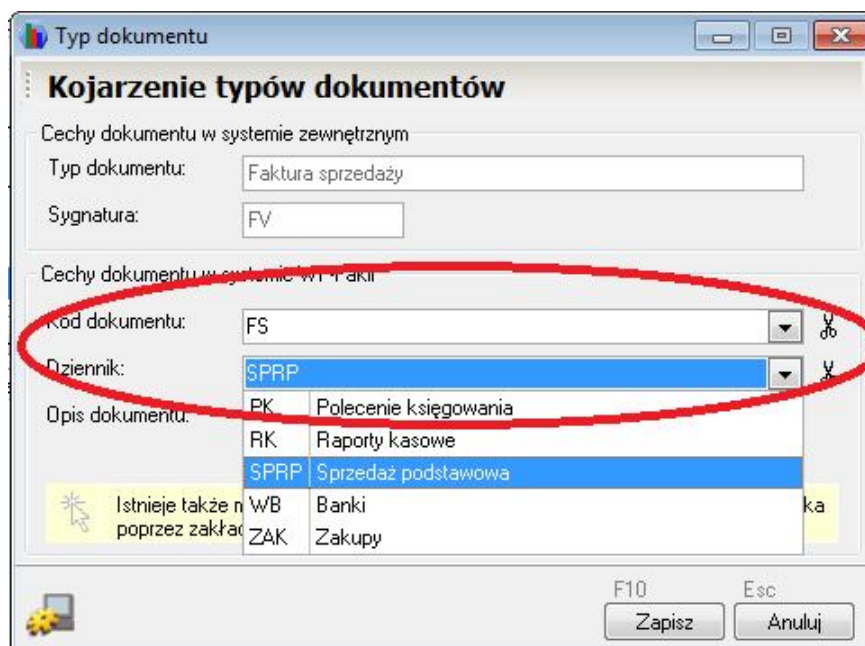 Typ dokumentu
Kojarzenie typów dokumentów
Cechy dokumentu w systemie zewnętrznym
Typ dokumentu: Faktura sprzedaży
Sygnatura: FV
Cechy dokumentu w systemie
Kod dokumentu: FS
Dziennik: SPRP
Opis dokumentu:
PK Polecenie księgowania
RK Raporty kasowe
SPRP Sprzedaż podstawowa
WB Banki
ZAK Zakupy
Istnieje także
poprzez
F10 Esc
Zapisz Anuluj